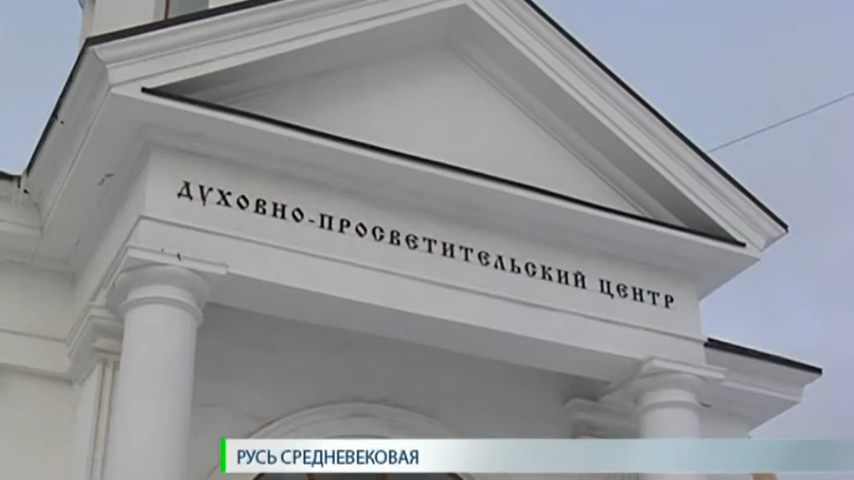 ДУХОВНО-ПРОСВЕТИТЕЛЬСКИЙ ЦЕНТР
РУСЬ СРЕДНЕВЕКОВАЯ